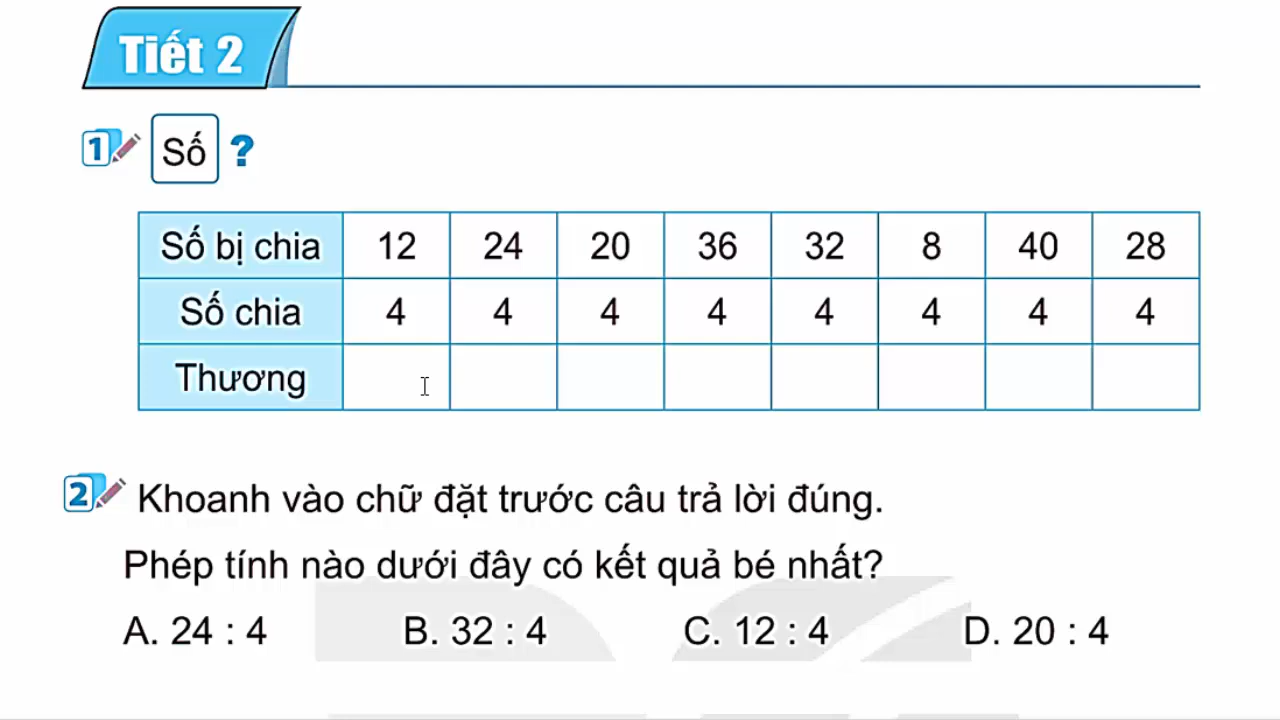 Tiết 2
1 Số ?
Số bị chia 12 24 20 36 32 8 40 28
Số chia 4 4 4 4 4 4 4 4
Thương
2 Khoanh vào chữ đặt trước câu trả lời đúng.
Phép tính nào dưới đây có kết quả bé nhất?
A. 24 : 4 B. 32 : 4 C. 12 : 4 D. 20 : 4